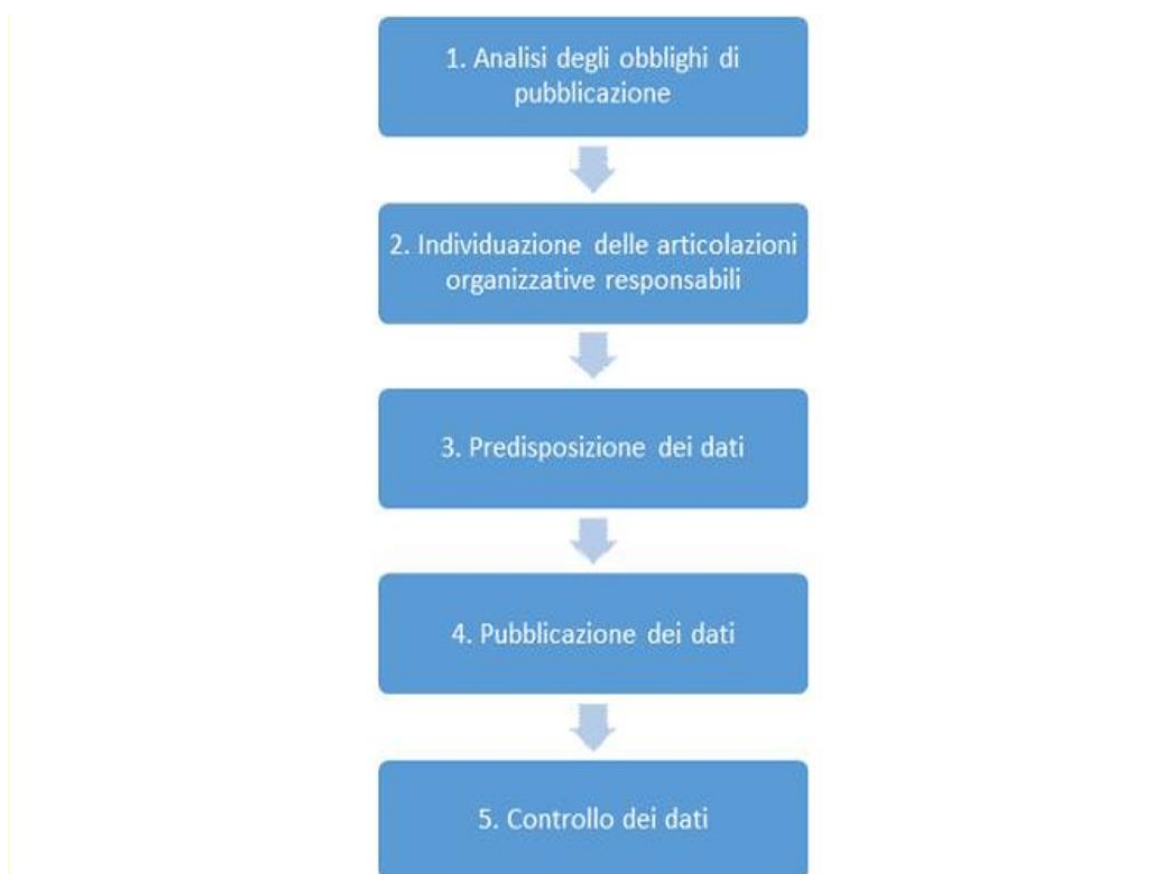 1. Analisi degli obblighi di
pubblicazione
2. Individuazione delle articolazioni
organizzative responsabili
3. Predisposizione dei dati
4. Pubblicazione dei dati
5. Controllo dei dati